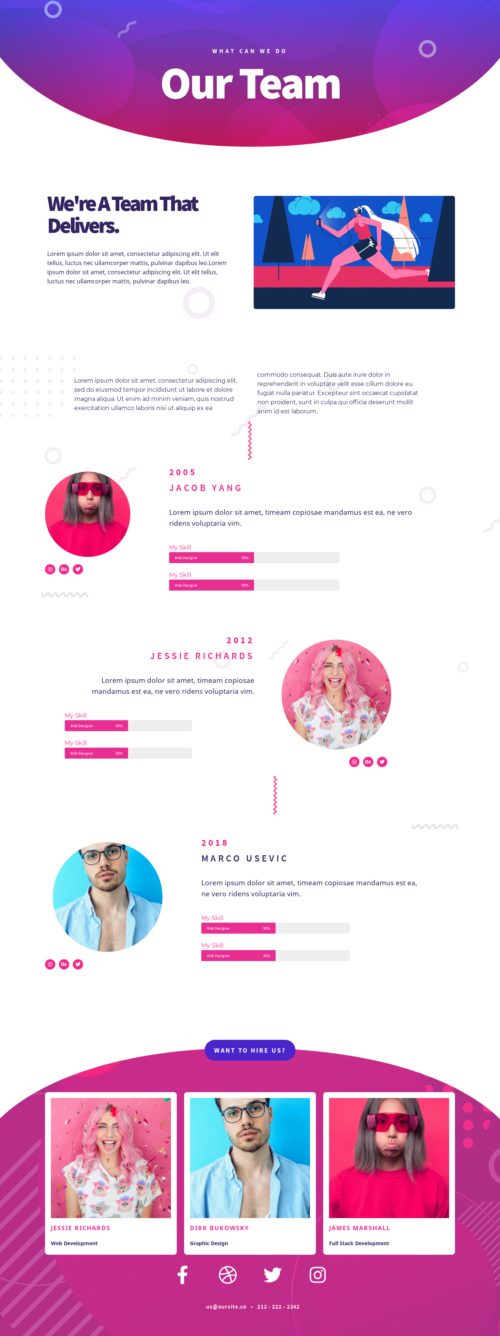 WHAT CAN WE DO
Our Team
We're A Team That
Delivers.
Lorem ipsum dolor sit amet, consectetur adipiscing elit. Ut elit
tellus, luctus nec ullamcorper mattis, pulvinar dapibus leo.Lorem
ipsum dolor sit amet, consectetur adipiscing elit. Ut elit tellus,
luctus nec ullamcorper mattis, pulvinar dapibus leo.
Lorem ipsum dolor sit amet, consectetur adipiscing elit,
sed do eiusmod tempor incididunt ut labore et dolore
magna aliqua. Ut enim ad minim veniam, quis nostrud
exercitation ullamco laboris nisi ut aliquip ex ea
commodo consequat. Duis aute irure dolor in
reprehenderit in voluptate velit esse cillum dolore eu
fugiat nulla pariatur. Excepteur sint occaecat cupidatat
non proident, sunt in culpa qui officia deserunt mollit
anim id est laborum.
2005
JACOB YANG
Lorem ipsum dolor sit amet, timeam copiosae mandamus est ea, ne vero
ridens voluptaria vim.
My Skill
Web Designer 50%
My Skill
Web Designer 50%
2012
JESSIE RICHARDS
Lorem ipsum dolor sit amet, timeam copiosae
mandamus est ea, ne vero ridens voluptaria vim.
My Skill
Web Designer 50%
My Skill
Web Designer 50%
2018
MARCO USEVIC
Lorem ipsum dolor sit amet, timeam copiosae mandamus est ea,
ne vero ridens voluptaria vim.
My Skill
Web Designer 50%
My Skill
Web Designer 50%
WANT TO HIRE US?
JESSIE RICHARDS
Web Development
DIRK BUKOWSKY
Graphic Design
JAMES MARSHALL
Full Stack Development
us@oursite.co • 212 - 222 - 2242